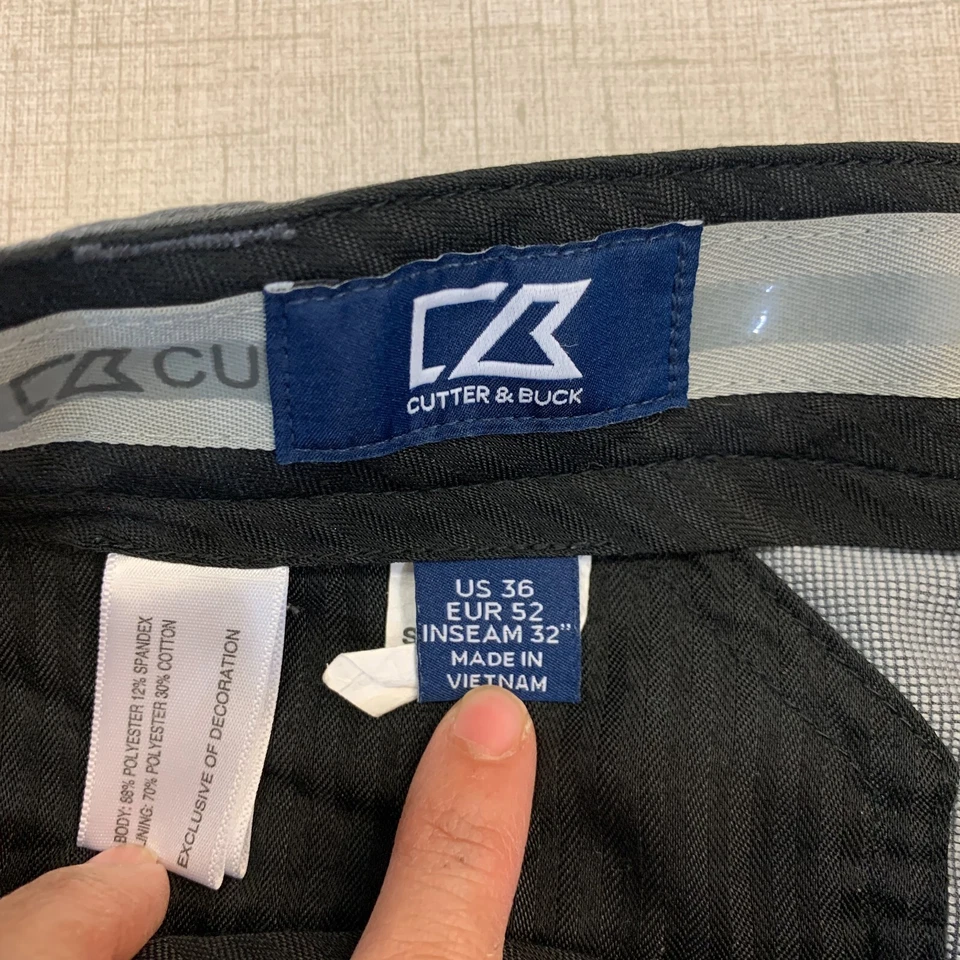 CU
CUTTER & BUCK
US 36
EUR 52
INSEAM 32"
MADE IN
VIETNAM
S
BODY: 88% POLYESTER 12% SPANDEX
LINING: 70% POLYESTER 30% COTTON
EXCLUSIVE OF DECORATION